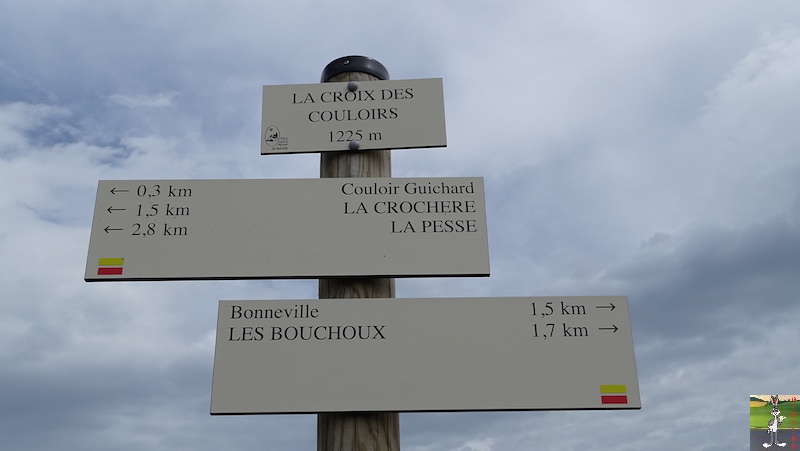 LA CROIX DES
COULOIRS
1225 m
← 0,3 km Couloir Guichard
← 1,5 km LA CROCHERE
← 2,8 km LA PESSE
Bonneville 1,5 km →
LES BOUCHOUX 1,7 km →